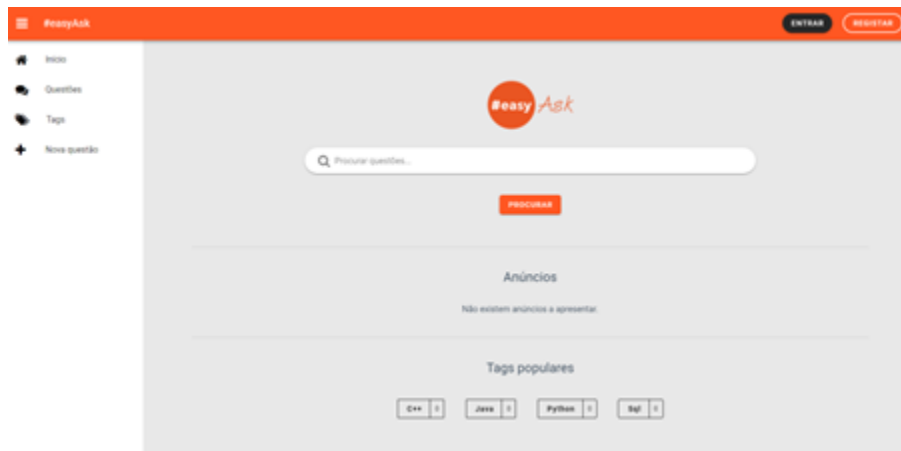 #easyAsk
ENTRAR
REGISTAR
Início
Questões
Tags
Nova questão
#easy Ask
Procurar questões...
PROCURAR
Anúncios
Não existem anúncios a apresentar.
Tags populares
C++
Java
Python
Sql